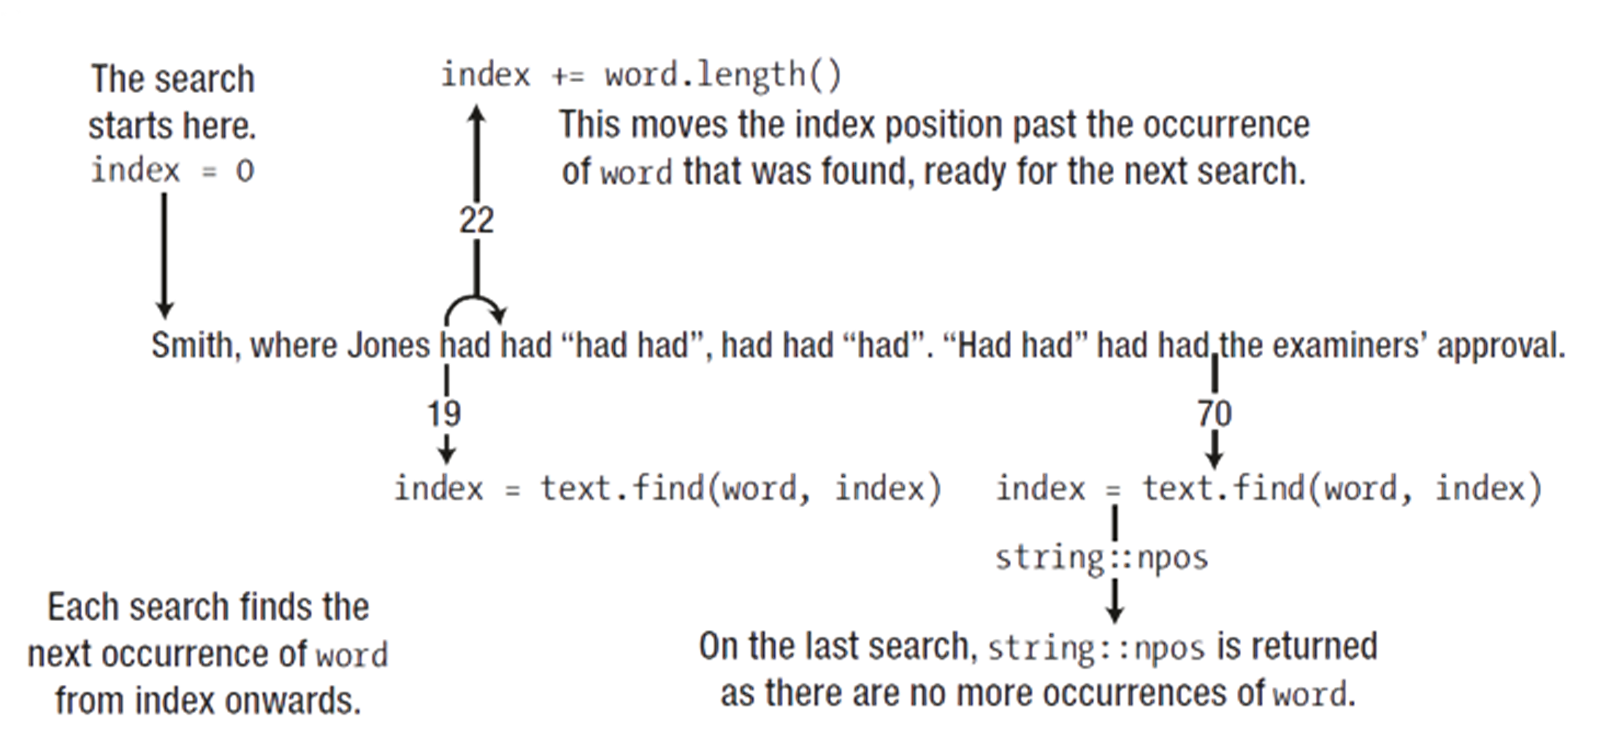 The search
starts here.
index = 0
index += word.length()
This moves the index position past the occurrence
of word that was found, ready for the next search.
22
Smith, where Jones had had “had had”, had had “had”. “Had had” had had the examiners’ approval.
19
70
index = text.find(word, index)
index = text.find(word, index)
string::npos
Each search finds the
next occurrence of word
from index onwards.
On the last search, string::npos is returned
as there are no more occurrences of word.